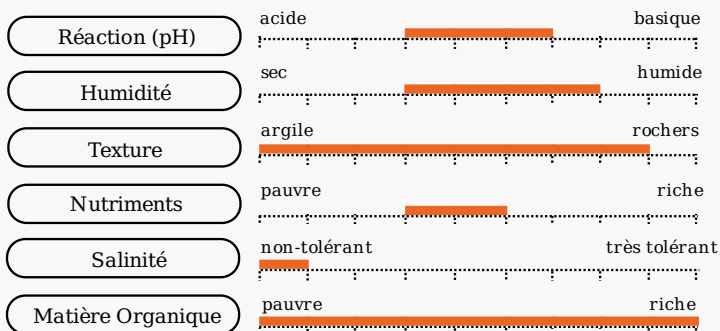 acide basique
Réaction (pH)
sec humide
Humidité
argile rochers
Texture
pauvre riche
Nutriments
non-tolérant très tolérant
Salinité
pauvre riche
Matière Organique